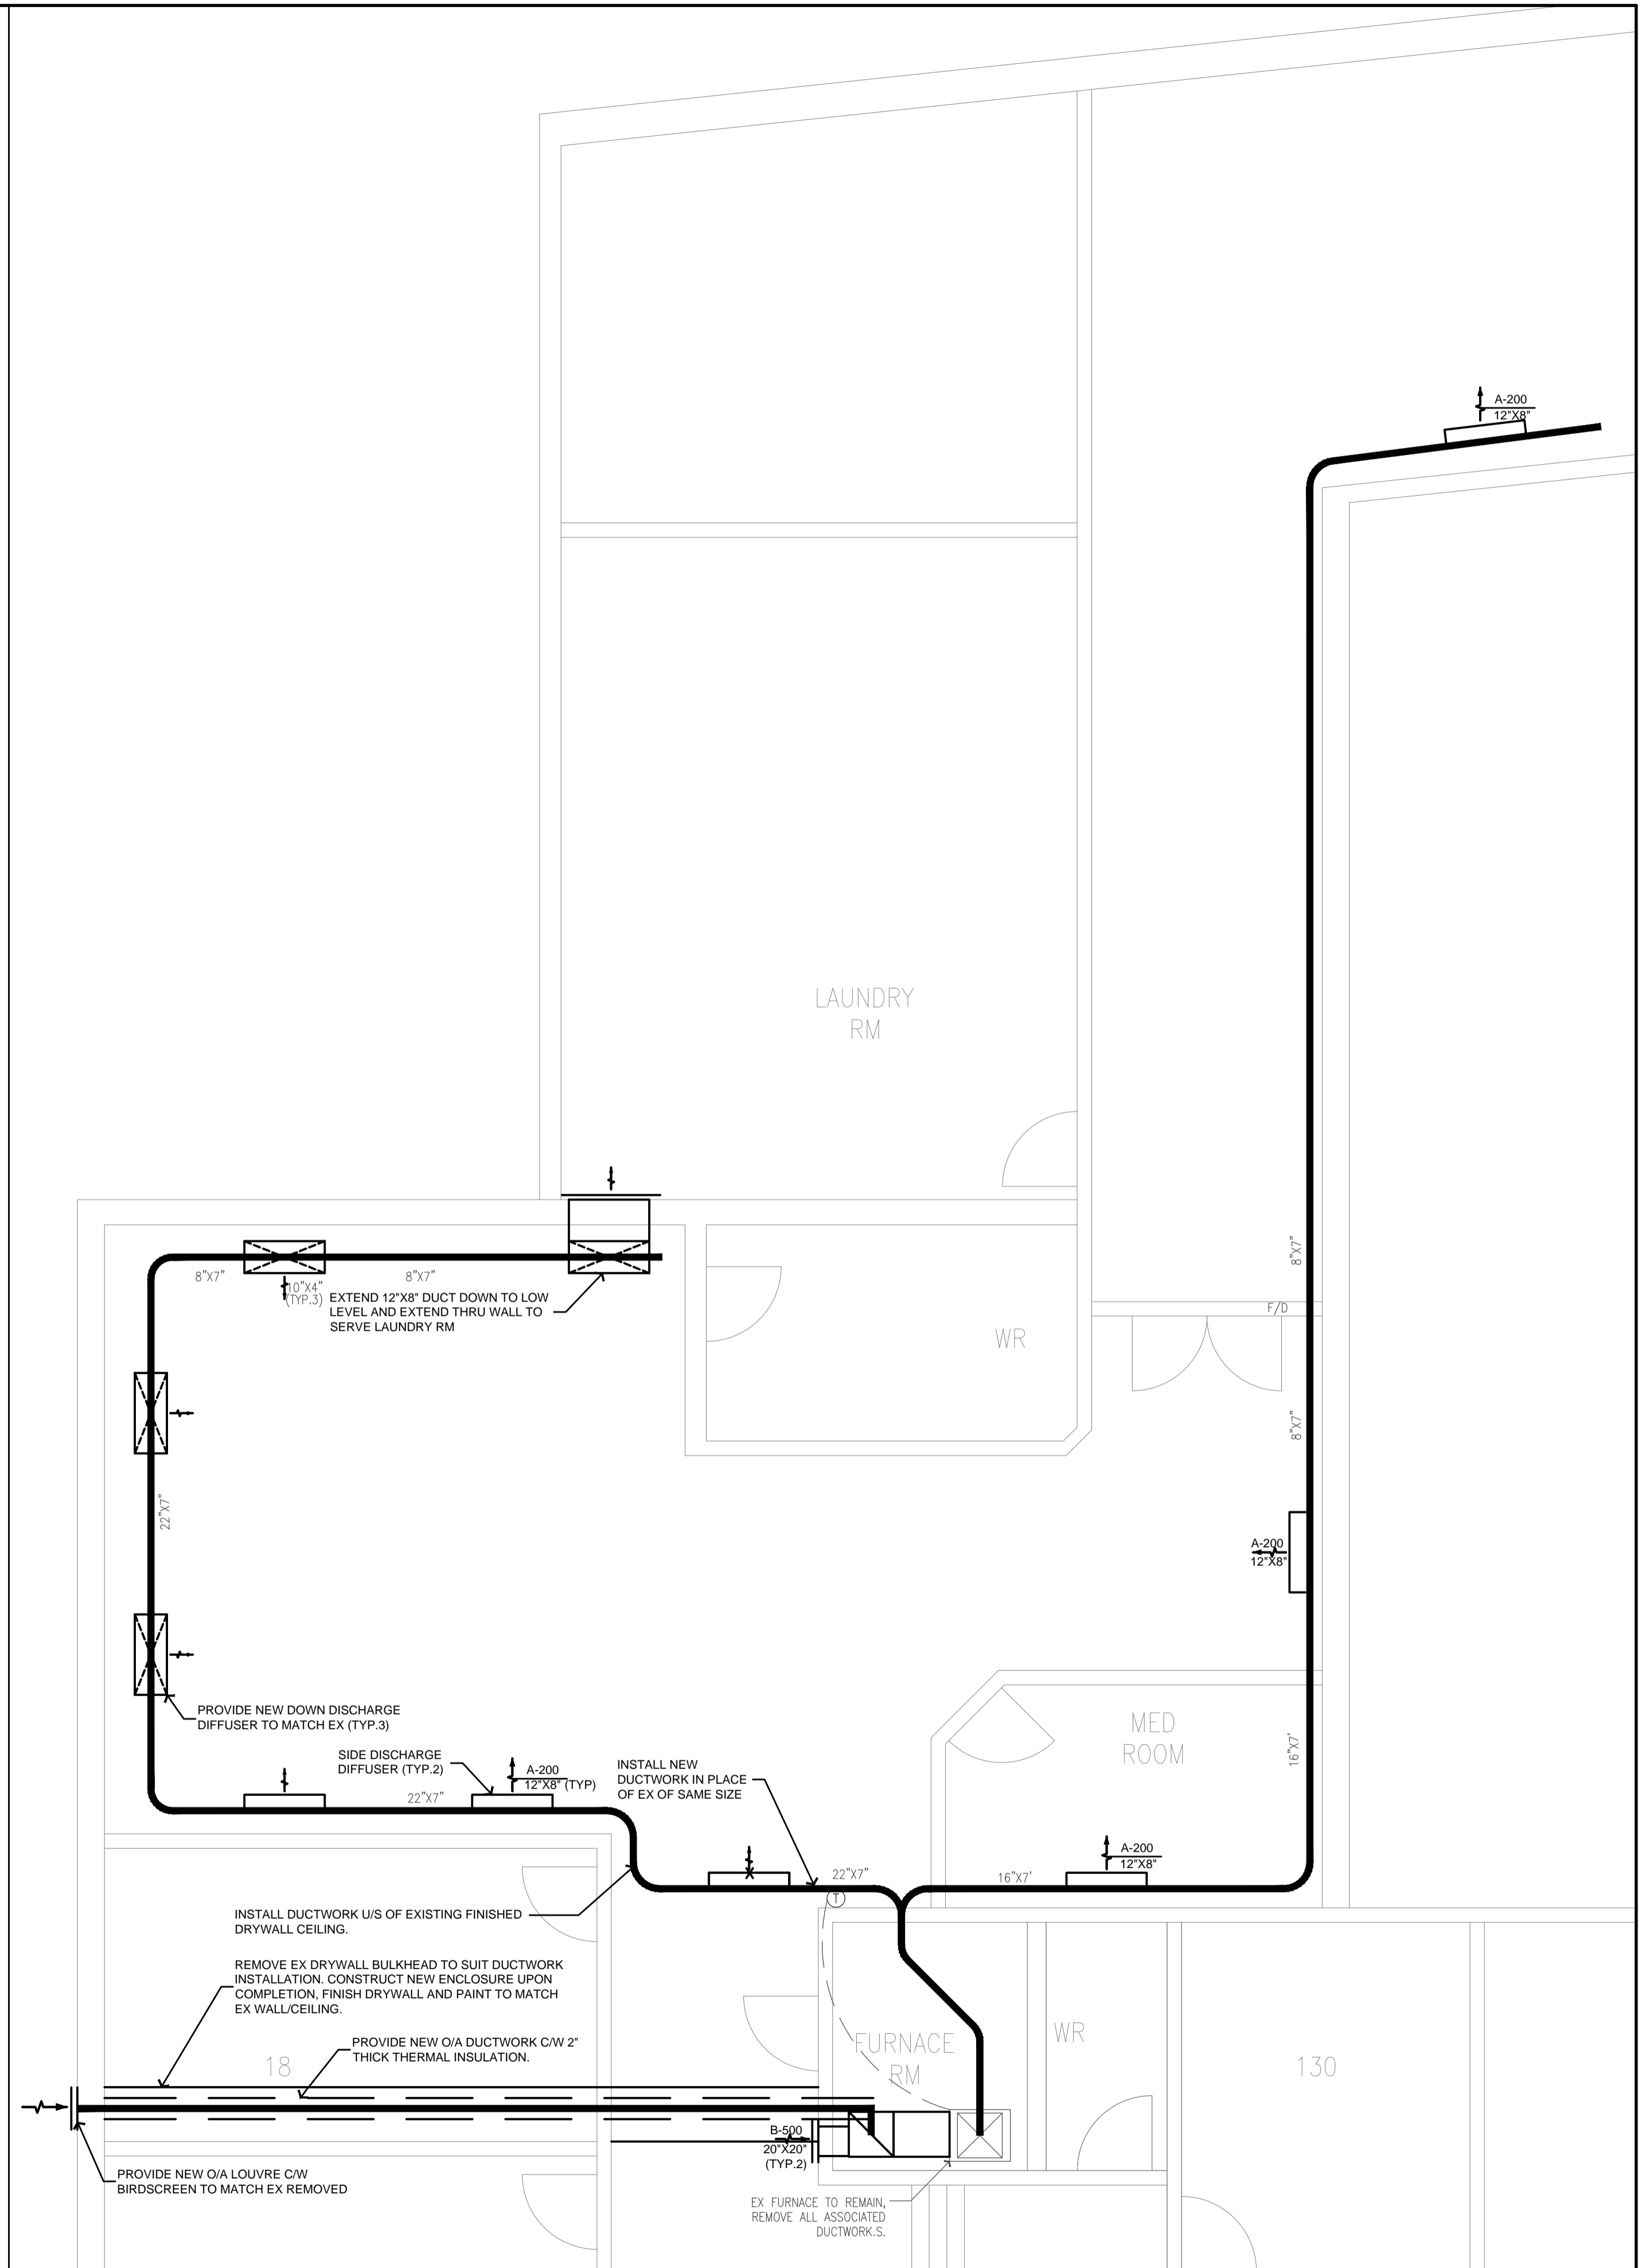 A-200
12"X8"
LAUNDRY
RM
8"X7"
8"X7"
8"X7"
10"X4"
(TYP.3)
EXTEND 12"X8" DUCT DOWN TO LOW
LEVEL AND EXTEND THRU WALL TO
SERVE LAUNDRY RM
F/D
WR
8"X7"
22"X7"
A-200
12"X8"
PROVIDE NEW DOWN DISCHARGE
DIFFUSER TO MATCH EX (TYP.3)
MED
ROOM
16"X7'
SIDE DISCHARGE
DIFFUSER (TYP.2)
A-200
12"X8" (TYP)
INSTALL NEW
DUCTWORK IN PLACE
OF EX OF SAME SIZE
22"X7"
A-200
12"X8"
22"X7"
16"X7'
T
INSTALL DUCTWORK U/S OF EXISTING FINISHED
DRYWALL CEILING.
REMOVE EX DRYWALL BULKHEAD TO SUIT DUCTWORK
INSTALLATION. CONSTRUCT NEW ENCLOSURE UPON
COMPLETION, FINISH DRYWALL AND PAINT TO MATCH
EX WALL/CEILING.
PROVIDE NEW O/A DUCTWORK C/W 2"
THICK THERMAL INSULATION.
18
FURNACE
RM
WR
130
B-500
20"X20"
(TYP.2)
PROVIDE NEW O/A LOUVRE C/W
BIRDSCREEN TO MATCH EX REMOVED
EX FURNACE TO REMAIN,
REMOVE ALL ASSOCIATED
DUCTWORK.S.